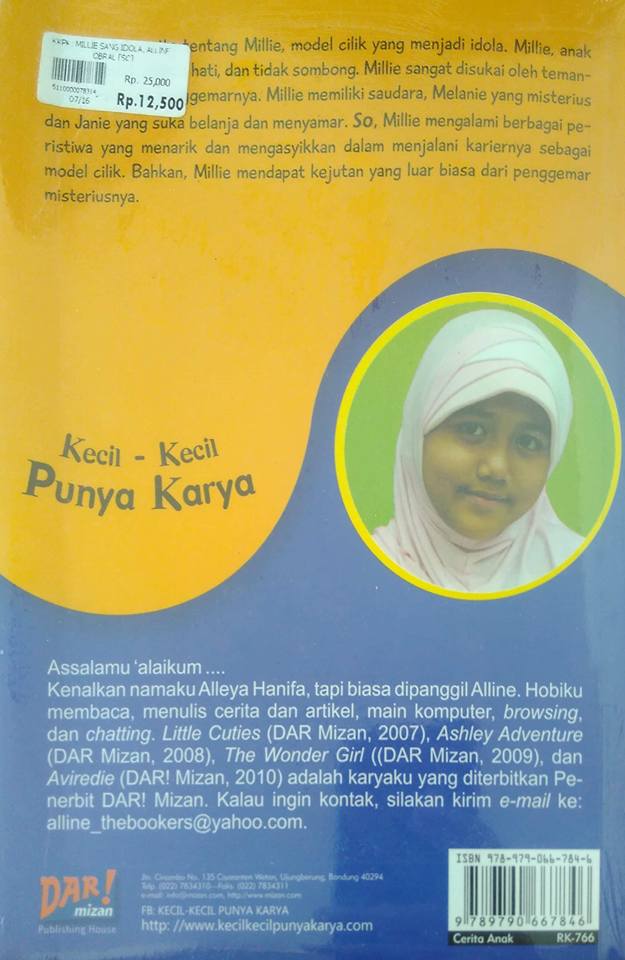 KKPK: MILLIE SANG IDOLA, ALLINE
OBRAL
Rp. 25,000
07/16
Rp.12,500
tentang Millie, model cilik yang menjadi idola. Millie, anak
hati, dan tidak sombong. Millie sangat disukai oleh teman-
gemarnya. Millie memiliki saudara, Melanie yang misterius
dan Janie yang suka belanja dan menyamar. So, Millie mengalami berbagai pe-
ristiwa yang menarik dan mengasyikkan dalam menjalani kariernya sebagai
model cilik. Bahkan, Millie mendapat kejutan yang luar biasa dari penggemar
misteriusnya.
Kecil - Kecil
Punya Karya
Assalamu 'alaikum ....
Kenalkan namaku Alleya Hanifa, tapi biasa dipanggil Alline. Hobiku
membaca, menulis cerita dan artikel, main komputer, browsing,
dan chatting. Little Cuties (DAR Mizan, 2007), Ashley Adventure
(DAR Mizan, 2008), The Wonder Girl ((DAR Mizan, 2009), dan
Aviredie (DAR! Mizan, 2010) adalah karyaku yang diterbitkan Pe-
nerbit DAR! Mizan. Kalau ingin kontak, silakan kirim e-mail ke:
alline_thebookers@yahoo.com.
DAR!
mizan
Publishing House
Jln. Cinambo No. 135 Cisaranten Wetan, Ujungberung, Bandung 40294
Telp. (022) 7834310—Faks. (022) 7834311
e-mail: info@mizan.com, http://www.mizan.com
FB: KECIL-KECIL PUNYA KARYA
http://www.kecilkecilpunyakarya.com
ISBN 978-979-066-784-6
9 789790 667846
Cerita Anak RK-766